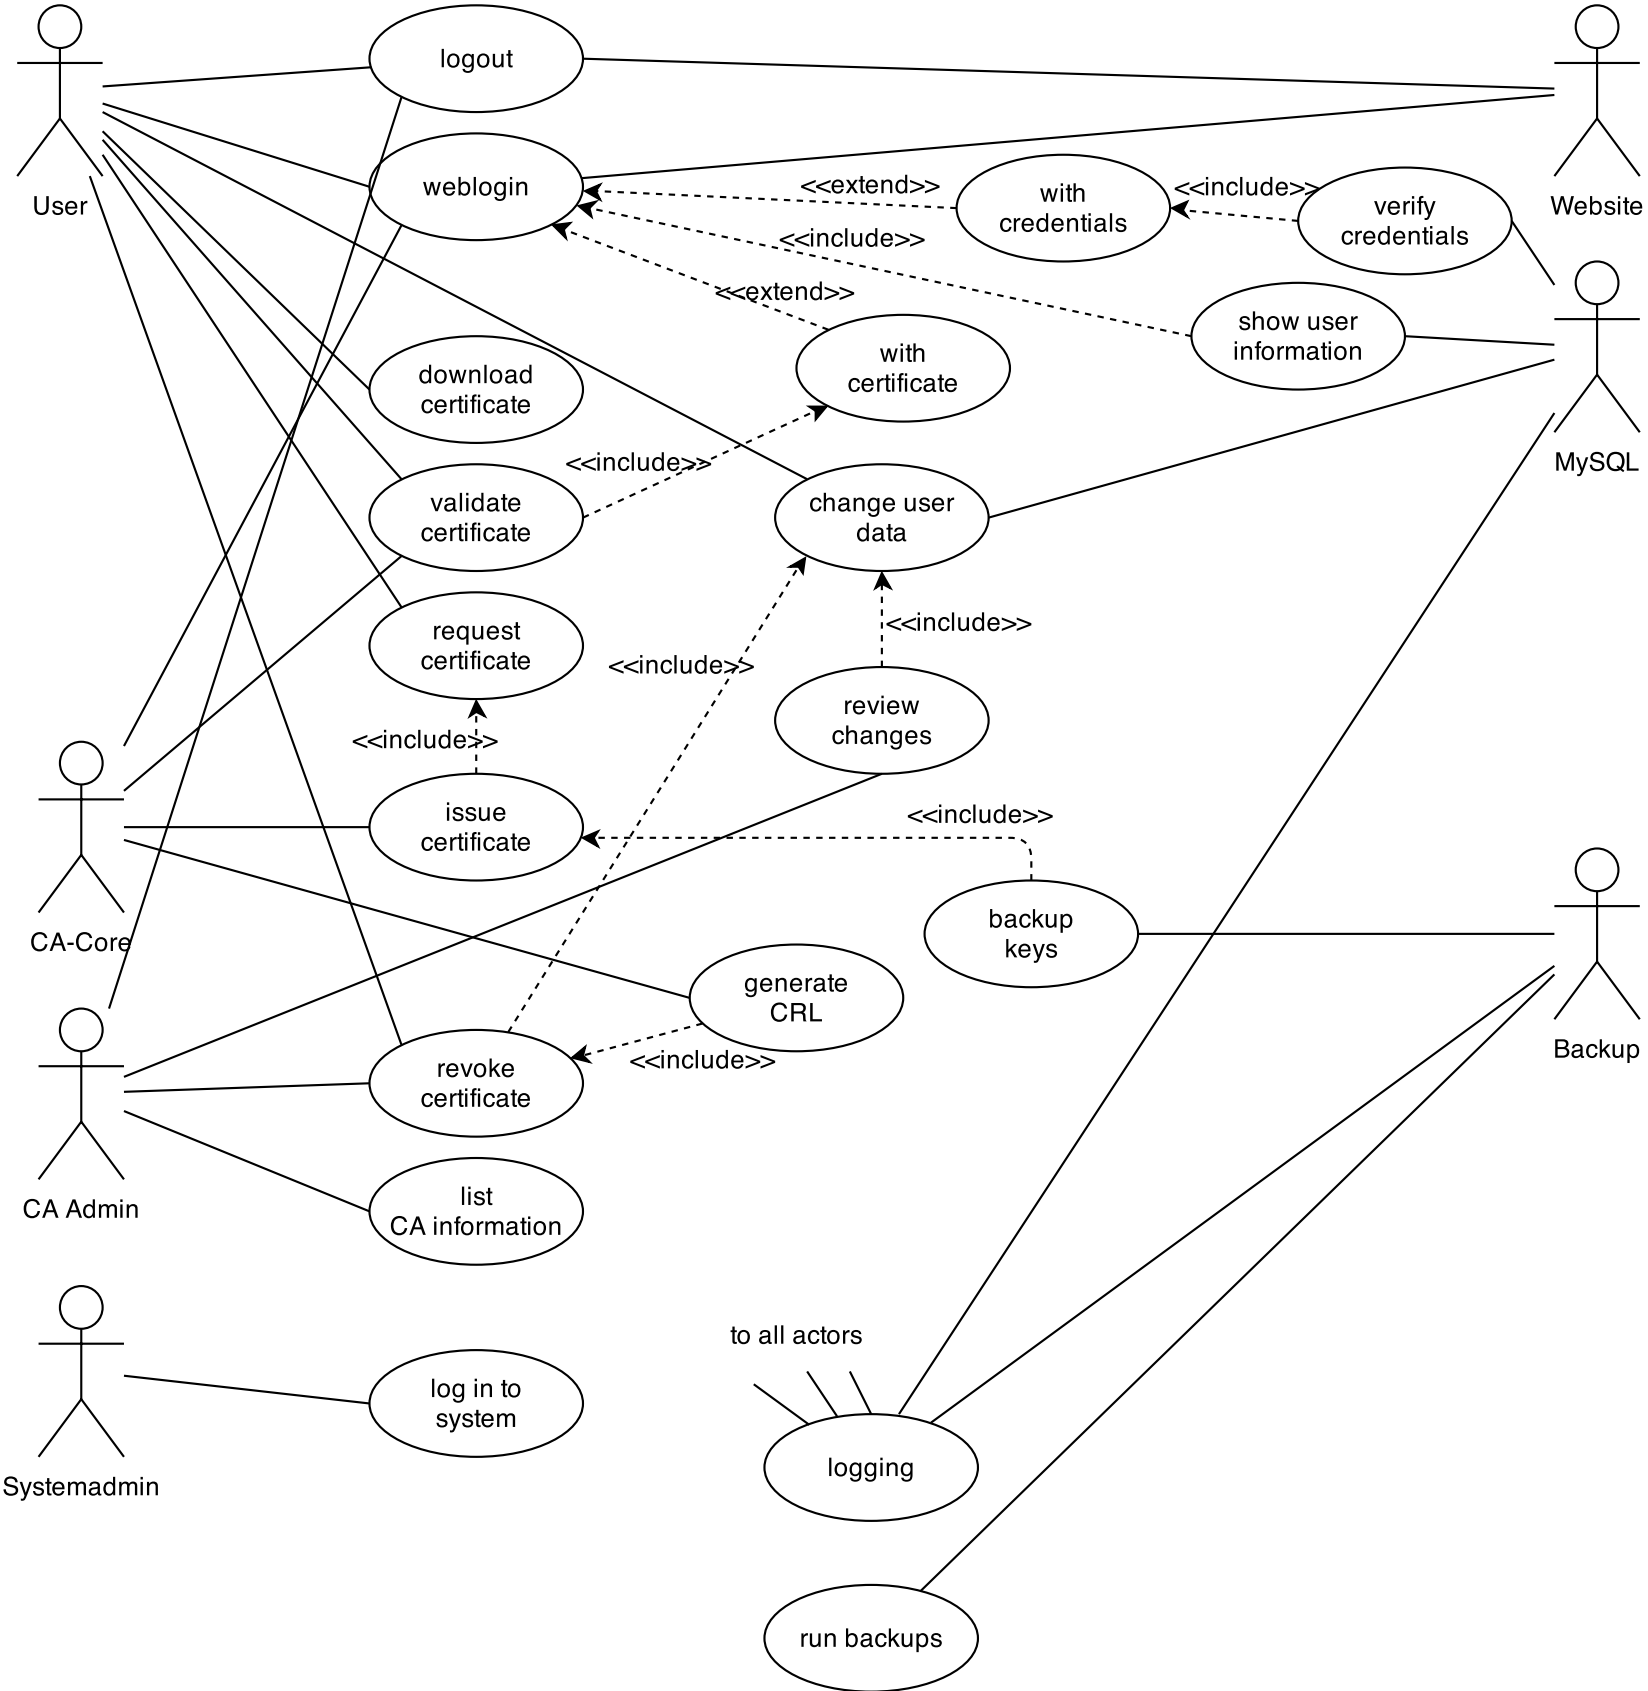 logout
User
weblogin
<<extend>>
with
credentials
<<include>>
verify
credentials
Website
<<include>>
<<extend>>
show user
information
download
certificate
with
certificate
MySQL
<<include>>
validate
certificate
change user
data
request
certificate
<<include>>
<<include>>
review
changes
<<include>>
issue
certificate
<<include>>
CA-Core
backup
keys
generate
CRL
Backup
revoke
certificate
<<include>>
CA Admin
list
CA information
to all actors
log in to
system
Systemadmin
logging
run backups